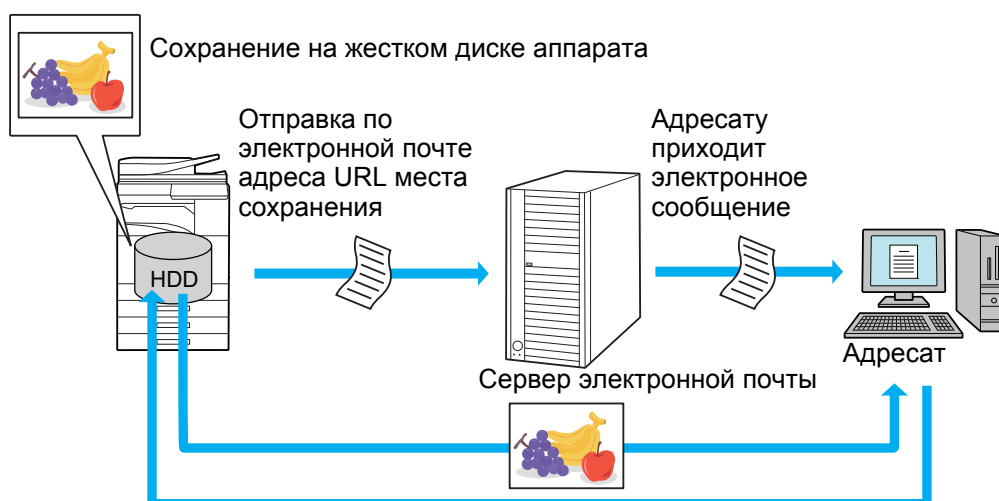 Сохранение на жестком диске аппарата
Отправка по
электронной почте
адреса URL места
сохранения
Адресату
приходит
электронное
сообщение
HDD
Адресат
Сервер электронной почты